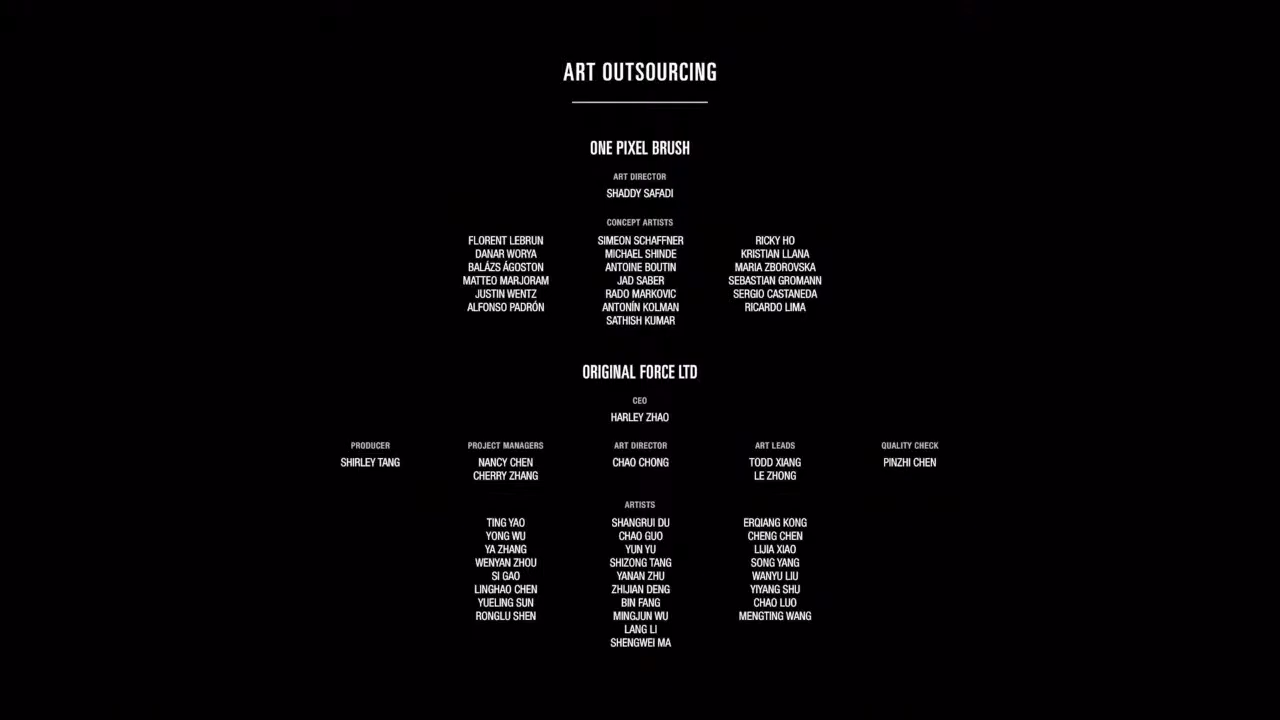 ART OUTSOURCING
ONE PIXEL BRUSH
ART DIRECTOR
SHADDY SAFADI
CONCEPT ARTISTS
FLORENT LEBRUN SIMEON SCHAFFNER RICKY HO
DANAR WORYA MICHAEL SHINDE KRISTIAN LLANA
BALÁZS ÁGOSTON ANTOINE BOUTIN MARIA ZBOROVSKA
MATTEO MARJORAM JAD SABER SEBASTIAN GROMANN
JUSTIN WENTZ RADO MARKOVIC SERGIO CASTANEDA
ALFONSO PADRÓN ANTONÍN KOLMAN RICARDO LIMA
SATHISH KUMAR
ORIGINAL FORCE LTD
CEO
HARLEY ZHAO
PRODUCER PROJECT MANAGERS ART DIRECTOR ART LEADS QUALITY CHECK
SHIRLEY TANG NANCY CHEN CHAO CHONG TODD XIANG PINZHI CHEN
CHERRY ZHANG LE ZHONG
ARTISTS
TING YAO SHANGRUI DU ERQIANG KONG
YONG WU CHAO GUO CHENG CHEN
YA ZHANG YUN YU LIJIA XIAO
WENYAN ZHOU SHIZONG TANG SONG YANG
SI GAO YANAN ZHU WANYU LIU
LINGHAO CHEN ZHIJIAN DENG YIYANG SHU
YUELING SUN BIN FANG CHAO LUO
RONGLU SHEN MINGJUN WU MENGTING WANG
LANG LI
SHENGWEI MA